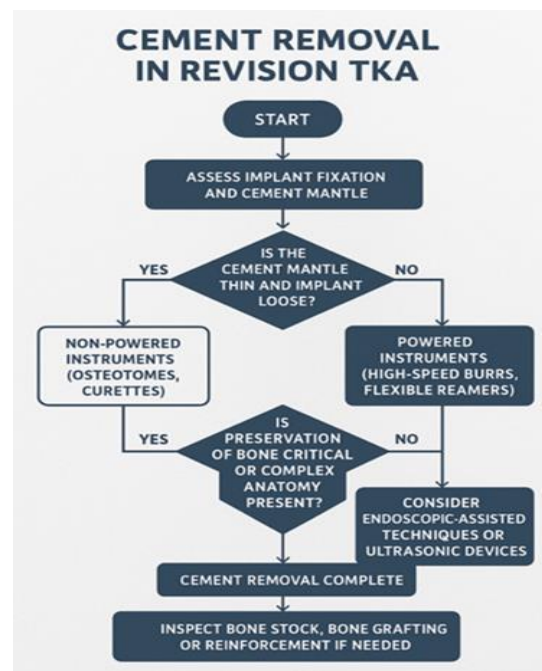 CEMENT REMOVAL
IN REVISION TKA
START
ASSESS IMPLANT FIXATION
AND CEMENT MANTLE
IS THE
CEMENT MANTLE
THIN AND IMPLANT
LOOSE?
YES
NO
NON-POWERED
INSTRUMENTS
(OSTEOTOMES,
CURETTES)
POWERED
INSTRUMENTS
(HIGH-SPEED BURRS,
FLEXIBLE REAMERS)
IS
PRESERVATION
OF BONE CRITICAL
OR COMPLEX
ANATOMY
PRESENT?
YES
NO
CONSIDER
ENDOSCOPIC-ASSISTED
TECHNIQUES OR
ULTRASONIC DEVICES
CEMENT REMOVAL COMPLETE
INSPECT BONE STOCK, BONE GRAFTING
OR REINFORCEMENT IF NEEDED